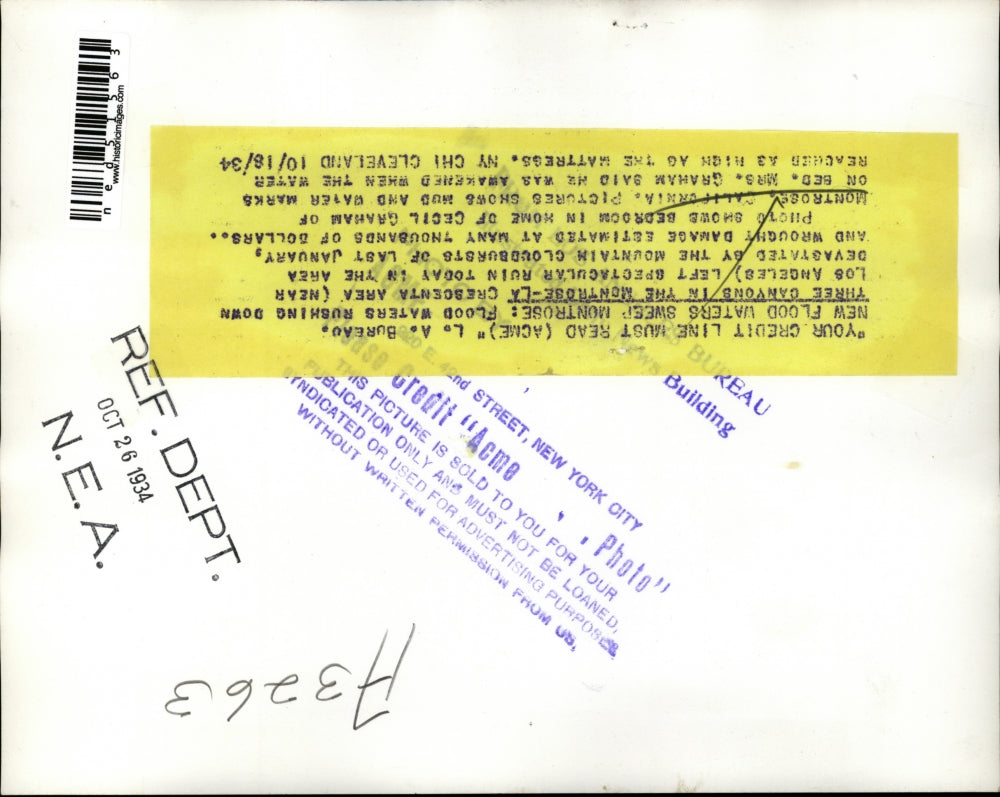 "YOUR CREDIT LINE MUST READ (ACME)" L. A. BUREAU.
NEW FLOOD WATERS SWEEP MONTROSE: FLOOD WATERS RUSHING DOWN
THREE CANYONS IN THE MONTROSE-LA CRESCENTA AREA (NEAR
LOS ANGELES) LEFT SPECTACULAR RUIN TODAY IN THE AREA
DEVASTATED BY THE MOUNTAIN CLOUDBURSTS OF LAST JANUARY,
AND WROUGHT DAMAGE ESTIMATED AT MANY THOUSANDS OF DOLLARS..
PHOTO SHOWS BEDROOM IN HOME OF CECIL GRAHAM OF
MONTROSE, CALIFORNIA. PICTURES SHOWS MUD AND WATER MARKS
ON BED. MRS. GRAHAM SAID HE WAS AWAKENED WHEN THE WATER
REACHED AS HIGH AS THE MATTRESS. NY CHI CLEVELAND 10/18/34
BUREAU
Building
220 E. 42nd STREET, NEW YORK CITY
Please Credit "Acme Photo"
THIS PICTURE IS SOLD TO YOU FOR YOUR
PUBLICATION ONLY AND MUST NOT BE LOANED,
SYNDICATED OR USED FOR ADVERTISING PURPOSES
WITHOUT WRITTEN PERMISSION FROM US.
REF. DEPT.
OCT 26 1934
N.E.A.
A3263
ned51563
www.historicimages.com